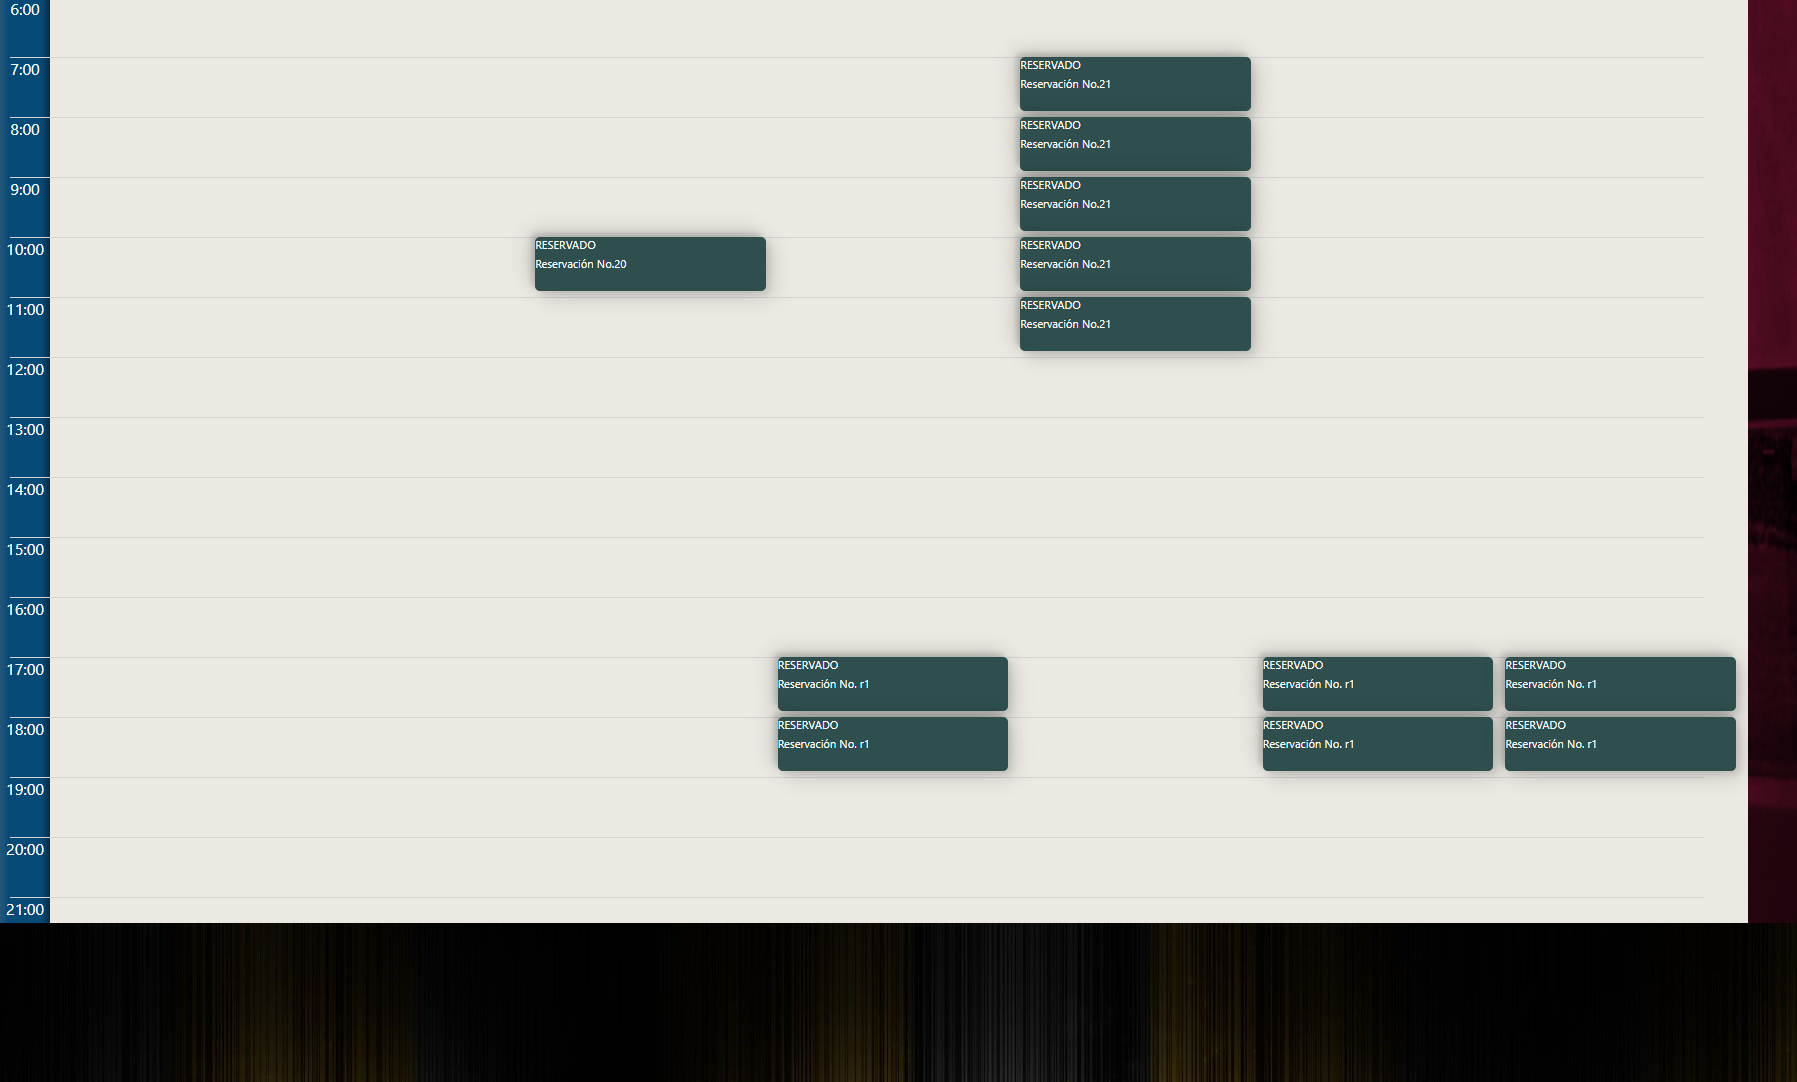 6:00
7:00
RESERVADO
Reservación No.21
8:00
RESERVADO
Reservación No.21
9:00
RESERVADO
Reservación No.21
10:00
RESERVADO
Reservación No.20
RESERVADO
Reservación No.21
11:00
RESERVADO
Reservación No.21
12:00
13:00
14:00
15:00
16:00
17:00
RESERVADO
Reservación No. r1
RESERVADO
Reservación No. r1
RESERVADO
Reservación No. r1
18:00
RESERVADO
Reservación No. r1
RESERVADO
Reservación No. r1
RESERVADO
Reservación No. r1
19:00
20:00
21:00